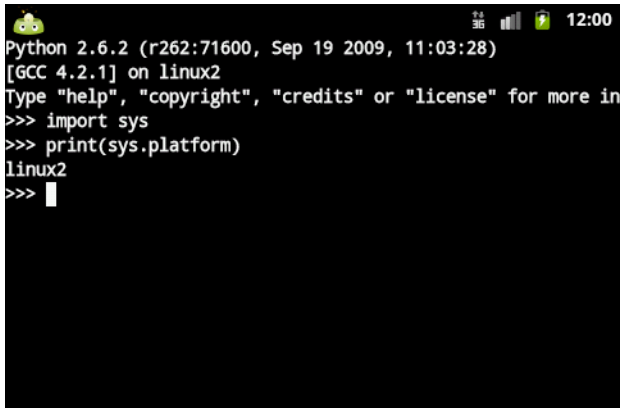 3G 12:00
Python 2.6.2 (r262:71600, Sep 19 2009, 11:03:28)
[GCC 4.2.1] on linux2
Type "help", "copyright", "credits" or "license" for more in
>>> import sys
>>> print(sys.platform)
linux2
>>>